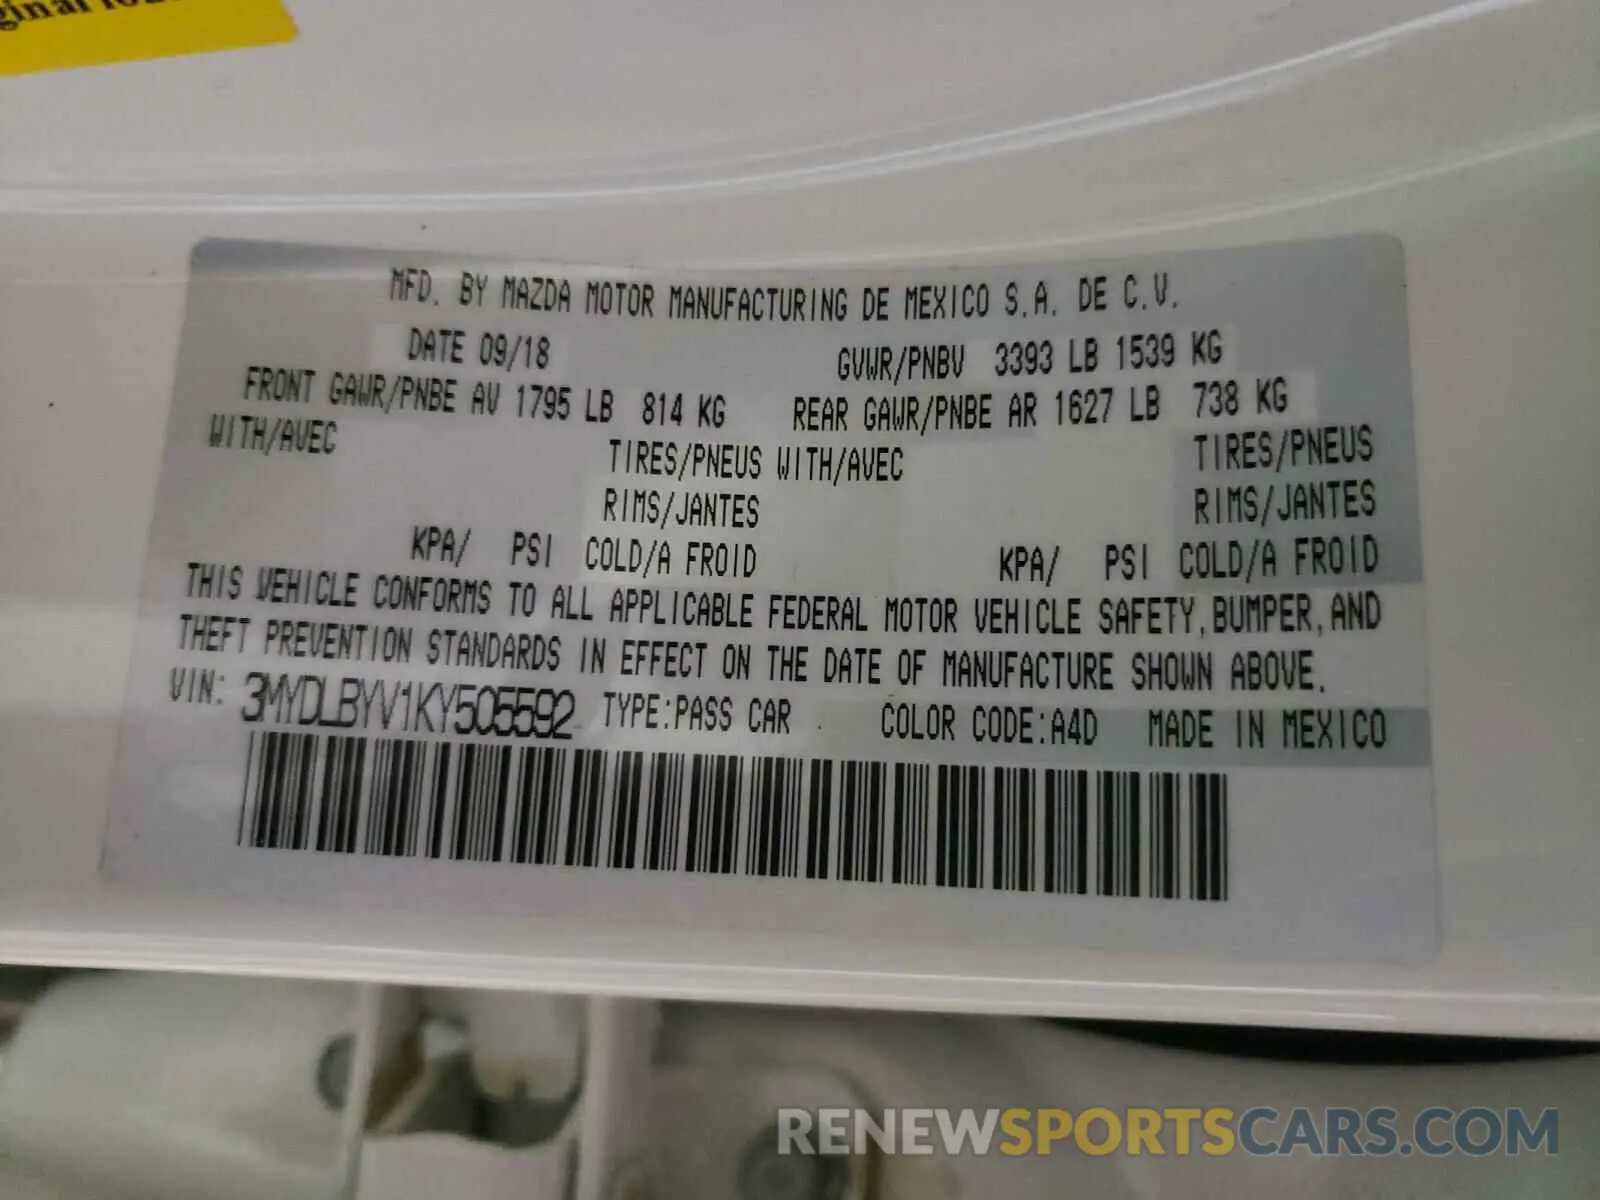 MFD. BY MAZDA MOTOR MANUFACTURING DE MEXICO S.A. DE C.V.
DATE 09/18 GVWR/PNBV 3393 LB 1539 KG
FRONT GAWR/PNBE AV 1795 LB 814 KG REAR GAWR/PNBE AR 1627 LB 738 KG
WITH/AVEC TIRES/PNEUS WITH/AVEC TIRES/PNEUS
RIMS/JANTES RIMS/JANTES
KPA/ PSI COLD/A FROID KPA/ PSI COLD/A FROID
THIS VEHICLE CONFORMS TO ALL APPLICABLE FEDERAL MOTOR VEHICLE SAFETY, BUMPER, AND
THEFT PREVENTION STANDARDS IN EFFECT ON THE DATE OF MANUFACTURE SHOWN ABOVE.
VIN: 3MYDLBYV1KY505592 TYPE:PASS CAR COLOR CODE:A4D MADE IN MEXICO
RENEWSPORTSCARS.COM